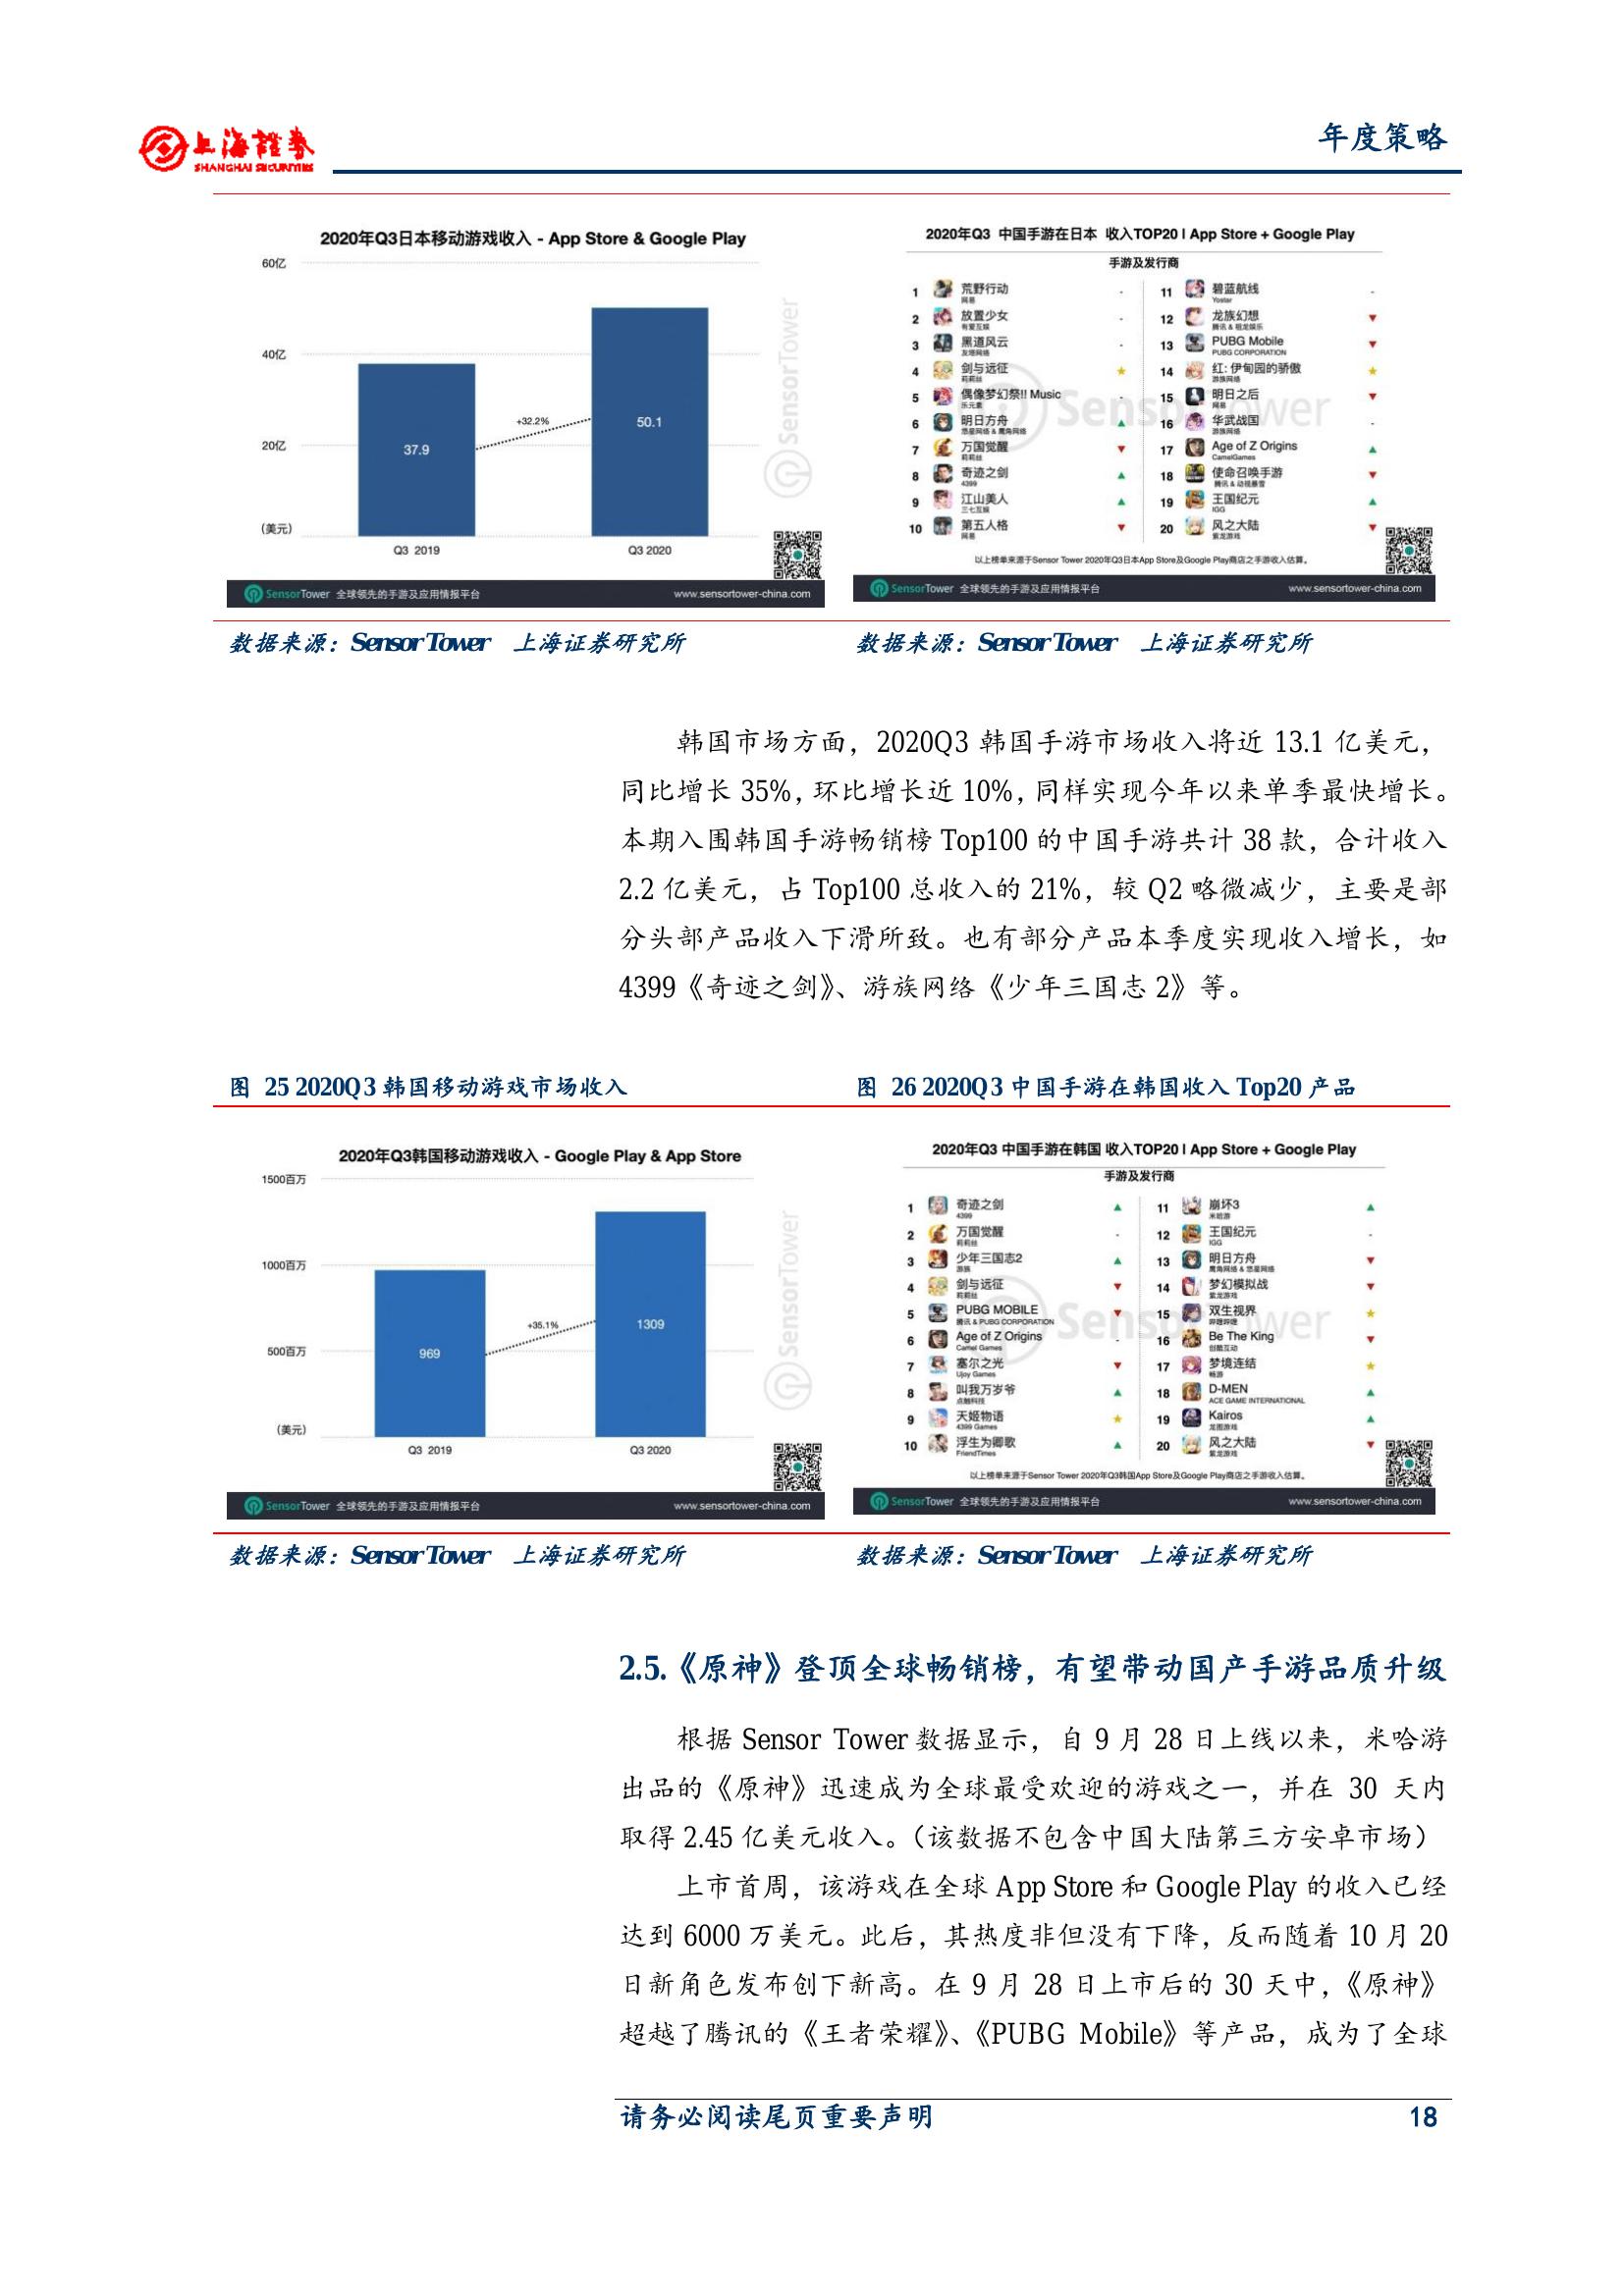 上海證券
SHANGHAI SECURITIES
年度策略
2020年Q3日本移动游戏收入 - App Store & Google Play
60亿
40亿
20亿
(美元)
37.9
+32.2%
50.1
Q3 2019
Q3 2020
SensorTower
SensorTower 全球领先的手游及应用情报平台
www.sensortower-china.com
2020年Q3 中国手游在日本 收入TOP20 | App Store + Google Play
手游及发行商
1 荒野行动 -
网易
2 放置少女 -
有爱互娱
3 黑道风云 -
友塔网络
4 剑与远征 ★
莉莉丝
5 偶像梦幻祭!! Music -
乐元素
6 明日方舟 ▲
悠星网络 & 鹰角网络
7 万国觉醒 ▼
莉莉丝
8 奇迹之剑 ▲
4399
9 江山美人 ▲
三七互娱
10 第五人格 ▼
网易
11 碧蓝航线 -
Yostar
12 龙族幻想 ▼
腾讯 & 祖龙娱乐
13 PUBG Mobile ▼
PUBG CORPORATION
14 红: 伊甸园的骄傲 ★
游族网络
15 明日之后 ▼
网易
16 华武战国 -
游族网络
17 Age of Z Origins ▲
CamelGames
18 使命召唤手游 ▼
腾讯 & 动视暴雪
19 王国纪元 ▲
IGG
20 风之大陆 ▼
紫龙游戏
SensorTower
以上榜单来源于Sensor Tower 2020年Q3日本App Store及Google Play商店之手游收入估算。
SensorTower 全球领先的手游及应用情报平台
www.sensortower-china.com
数据来源：Sensor Tower 上海证券研究所
数据来源：Sensor Tower 上海证券研究所
韩国市场方面，2020Q3 韩国手游市场收入将近 13.1 亿美元，
同比增长 35%，环比增长近 10%，同样实现今年以来单季最快增长。
本期入围韩国手游畅销榜 Top100 的中国手游共计 38 款，合计收入
2.2 亿美元，占 Top100 总收入的 21%，较 Q2 略微减少，主要是部
分头部产品收入下滑所致。也有部分产品本季度实现收入增长，如
4399《奇迹之剑》、游族网络《少年三国志 2》等。
图 25 2020Q3 韩国移动游戏市场收入
图 26 2020Q3 中国手游在韩国收入 Top20 产品
2020年Q3韩国移动游戏收入 - Google Play & App Store
1500百万
1000百万
500百万
(美元)
969
+35.1%
1309
Q3 2019
Q3 2020
SensorTower
SensorTower 全球领先的手游及应用情报平台
www.sensortower-china.com
2020年Q3 中国手游在韩国 收入TOP20 | App Store + Google Play
手游及发行商
1 奇迹之剑 ▲
4399
2 万国觉醒 -
莉莉丝
3 少年三国志2 ▲
游族
4 剑与远征 ▼
莉莉丝
5 PUBG MOBILE ▼
腾讯 & PUBG CORPORATION
6 Age of Z Origins -
Camel Games
7 塞尔之光 ▼
Ujoy Games
8 叫我万岁爷 ▲
点触科技
9 天姬物语 ★
4399 Games
10 浮生为卿歌 ▲
FriendTimes
11 崩坏3 ▲
米哈游
12 王国纪元 -
IGG
13 明日方舟 ▼
鹰角网络 & 悠星网络
14 梦幻模拟战 ▼
紫龙游戏
15 双生视界 ★
哔哩哔哩
16 Be The King ▼
创酷互动
17 梦境连结 ★
畅游
18 D-MEN ▲
ACE GAME INTERNATIONAL
19 Kairos ▲
龙图游戏
20 风之大陆 ▼
紫龙游戏
SensorTower
以上榜单来源于Sensor Tower 2020年Q3韩国App Store及Google Play商店之手游收入估算。
SensorTower 全球领先的手游及应用情报平台
www.sensortower-china.com
数据来源：Sensor Tower 上海证券研究所
数据来源：Sensor Tower 上海证券研究所
2.5.《原神》登顶全球畅销榜，有望带动国产手游品质升级
根据 Sensor Tower 数据显示，自 9 月 28 日上线以来，米哈游
出品的《原神》迅速成为全球最受欢迎的游戏之一，并在 30 天内
取得 2.45 亿美元收入。（该数据不包含中国大陆第三方安卓市场）
上市首周，该游戏在全球 App Store 和 Google Play 的收入已经
达到 6000 万美元。此后，其热度非但没有下降，反而随着 10 月 20
日新角色发布创下新高。在 9 月 28 日上市后的 30 天中，《原神》
超越了腾讯的《王者荣耀》、《PUBG Mobile》等产品，成为了全球
请务必阅读尾页重要声明
18